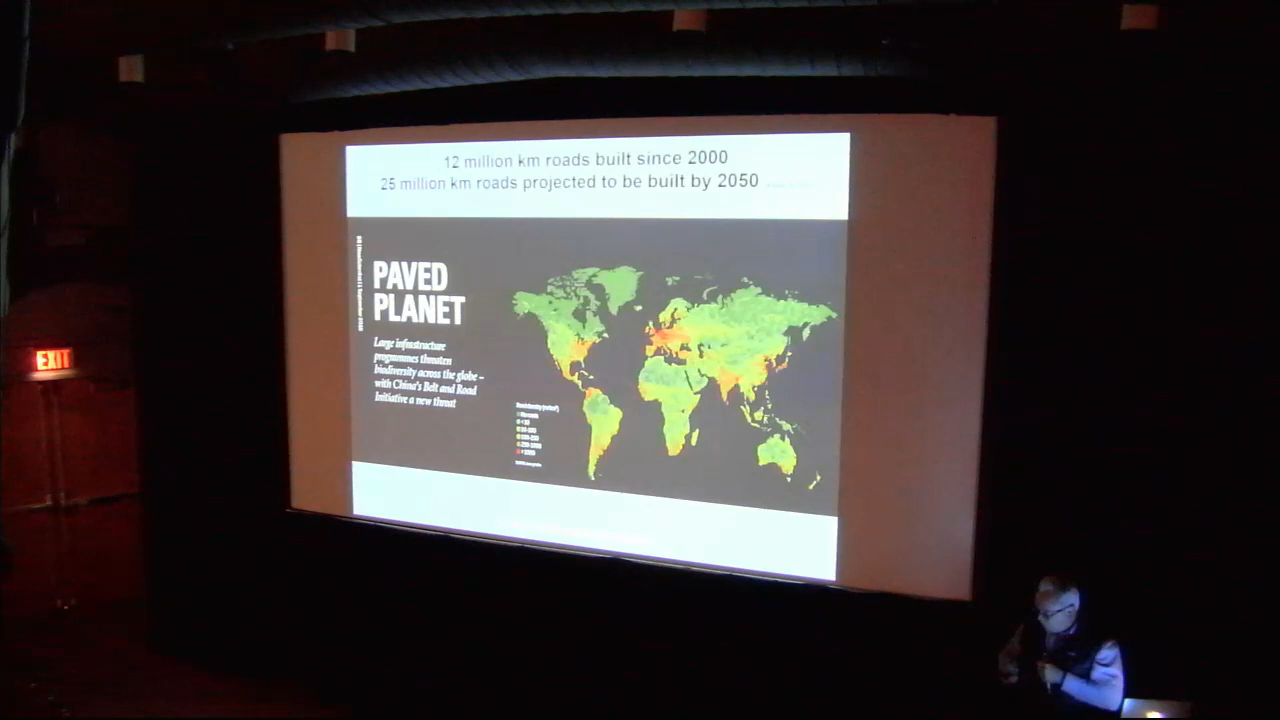 12 million km roads built since 2000
25 million km roads projected to be built by 2050
PAVED
PLANET
Large infrastructure
programmes threaten
biodiversity across the globe –
with China's Belt and Road
Initiative a new threat
EXIT